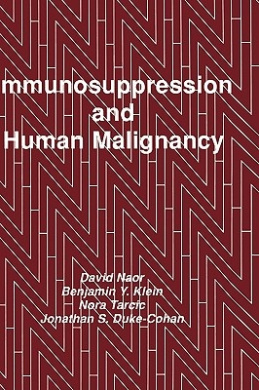 mmunosuppression
and
Human Malignancy
David Naor
Benjamin Y. Klein
Nora Tarcic
Jonathan S. Duke-Cohan